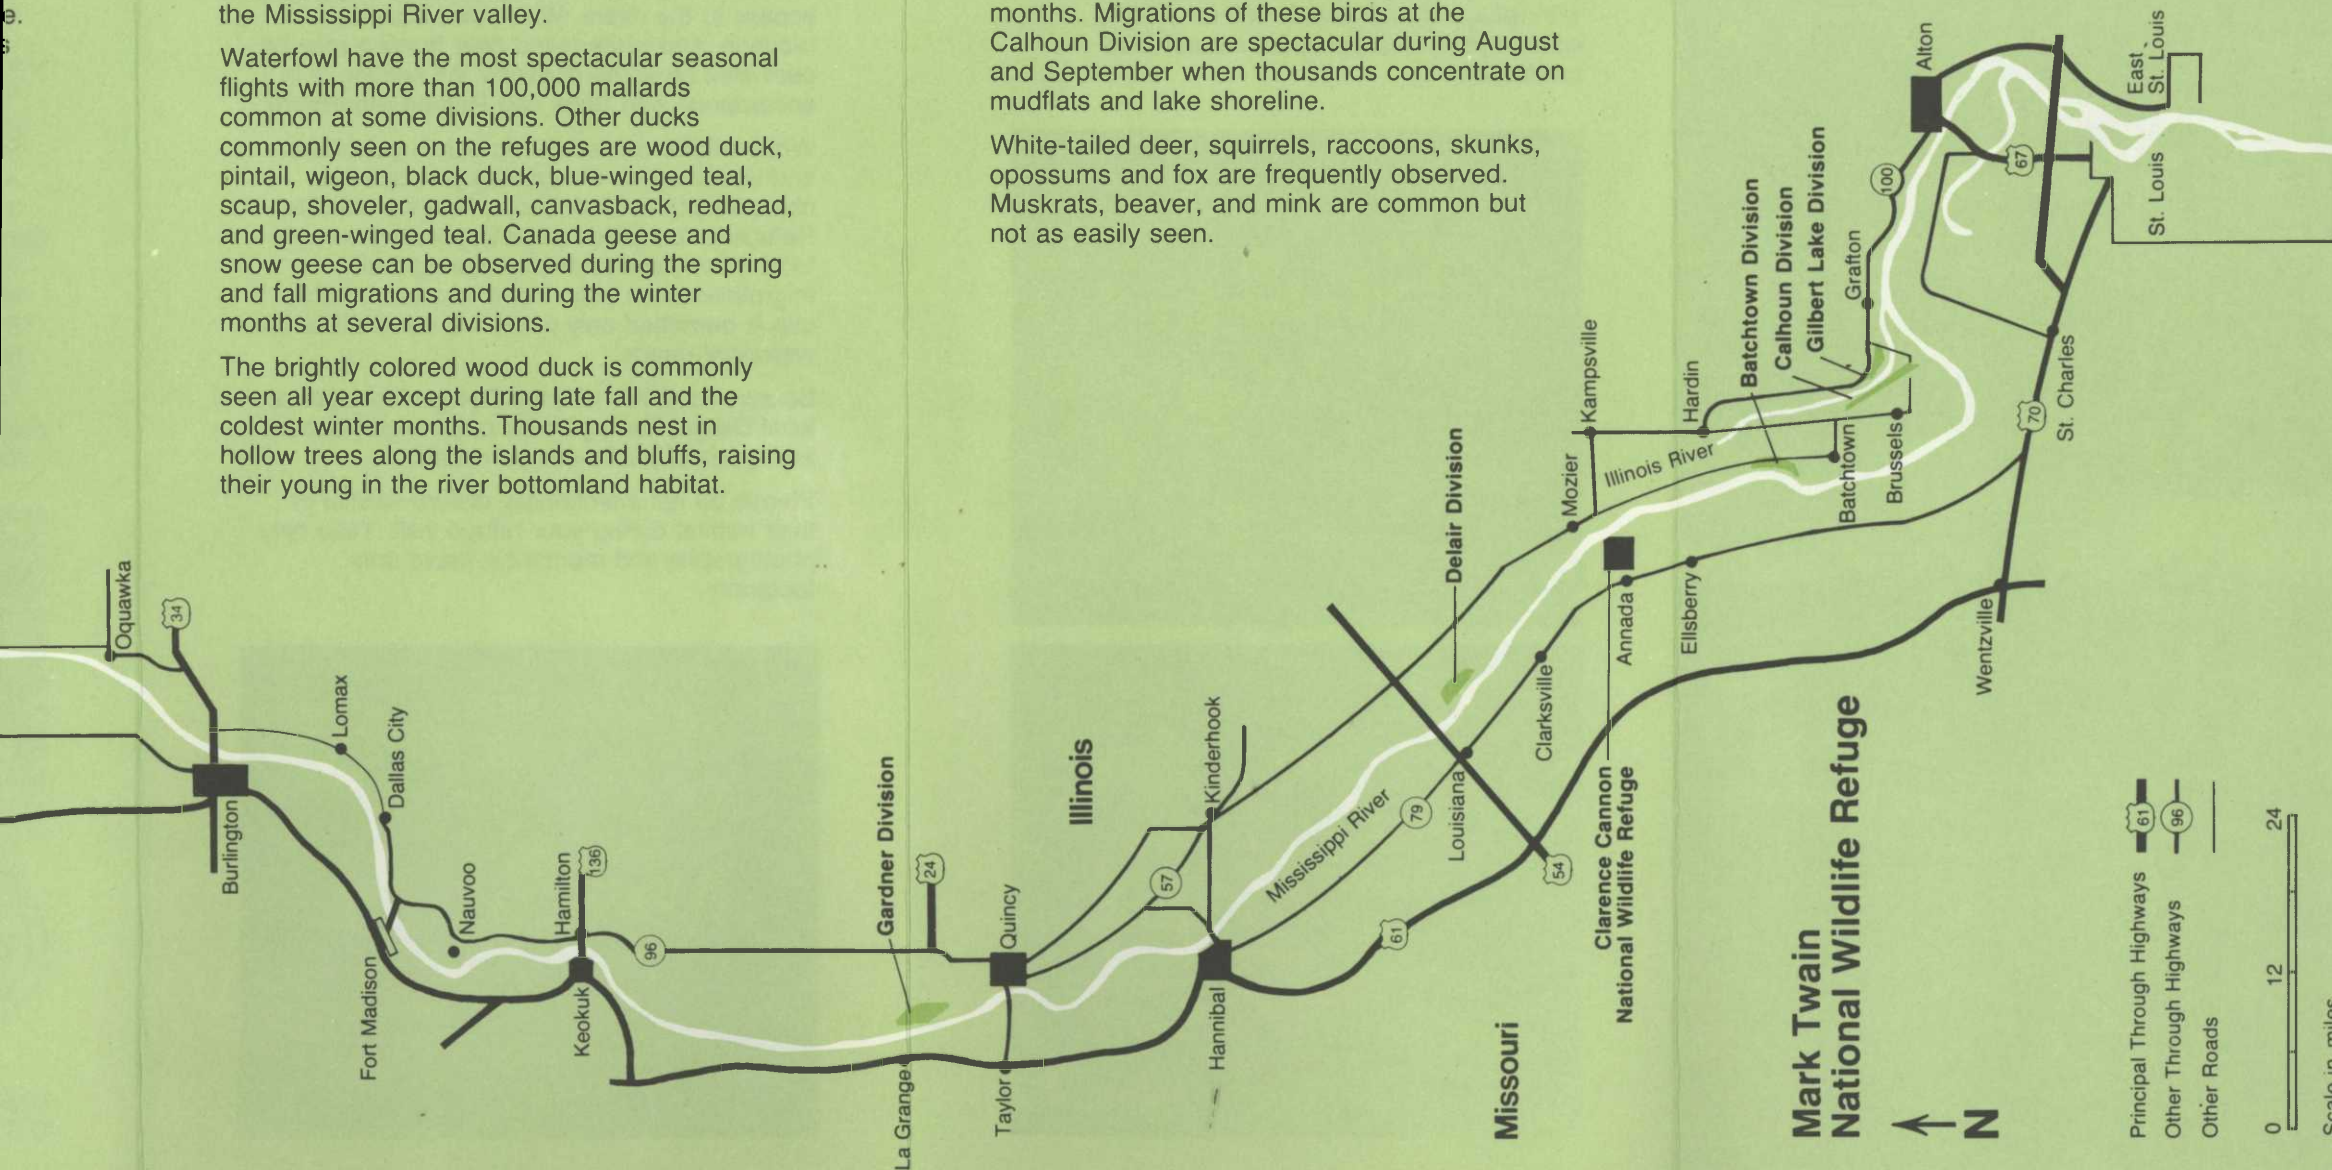 the Mississippi River valley.
Waterfowl have the most spectacular seasonal
flights with more than 100,000 mallards
common at some divisions. Other ducks
commonly seen on the refuges are wood duck,
pintail, wigeon, black duck, blue-winged teal,
scaup, shoveler, gadwall, canvasback, redhead,
and green-winged teal. Canada geese and
snow geese can be observed during the spring
and fall migrations and during the winter
months at several divisions.
The brightly colored wood duck is commonly
seen all year except during late fall and the
coldest winter months. Thousands nest in
hollow trees along the islands and bluffs, raising
their young in the river bottomland habitat.
months. Migrations of these birds at the
Calhoun Division are spectacular during August
and September when thousands concentrate on
mudflats and lake shoreline.
White-tailed deer, squirrels, raccoons, skunks,
opossums and fox are frequently observed.
Muskrats, beaver, and mink are common but
not as easily seen.
Oquawka
34
Burlington
Lomax
Dallas City
Fort Madison
Nauvoo
Hamilton
136
Keokuk
96
Gardner Division
24
La Grange
Quincy
Taylor
Illinois
57
Kinderhook
Hannibal
Mississippi River
79
61
Louisiana
54
Delair Division
Clarksville
Mozier
Kampsville
Illinois River
Annada
Clarence Cannon
National Wildlife Refuge
Ellsberry
Hardin
Batchtown Division
Calhoun Division
Gilbert Lake Division
Grafton
Batchtown
Brussels
100
Alton
67
East
St. Louis
St. Louis
70
St. Charles
Wentzville
Missouri
Mark Twain
National Wildlife Refuge
N
Principal Through Highways 61
Other Through Highways 96
Other Roads
0 12 24
Scale in miles